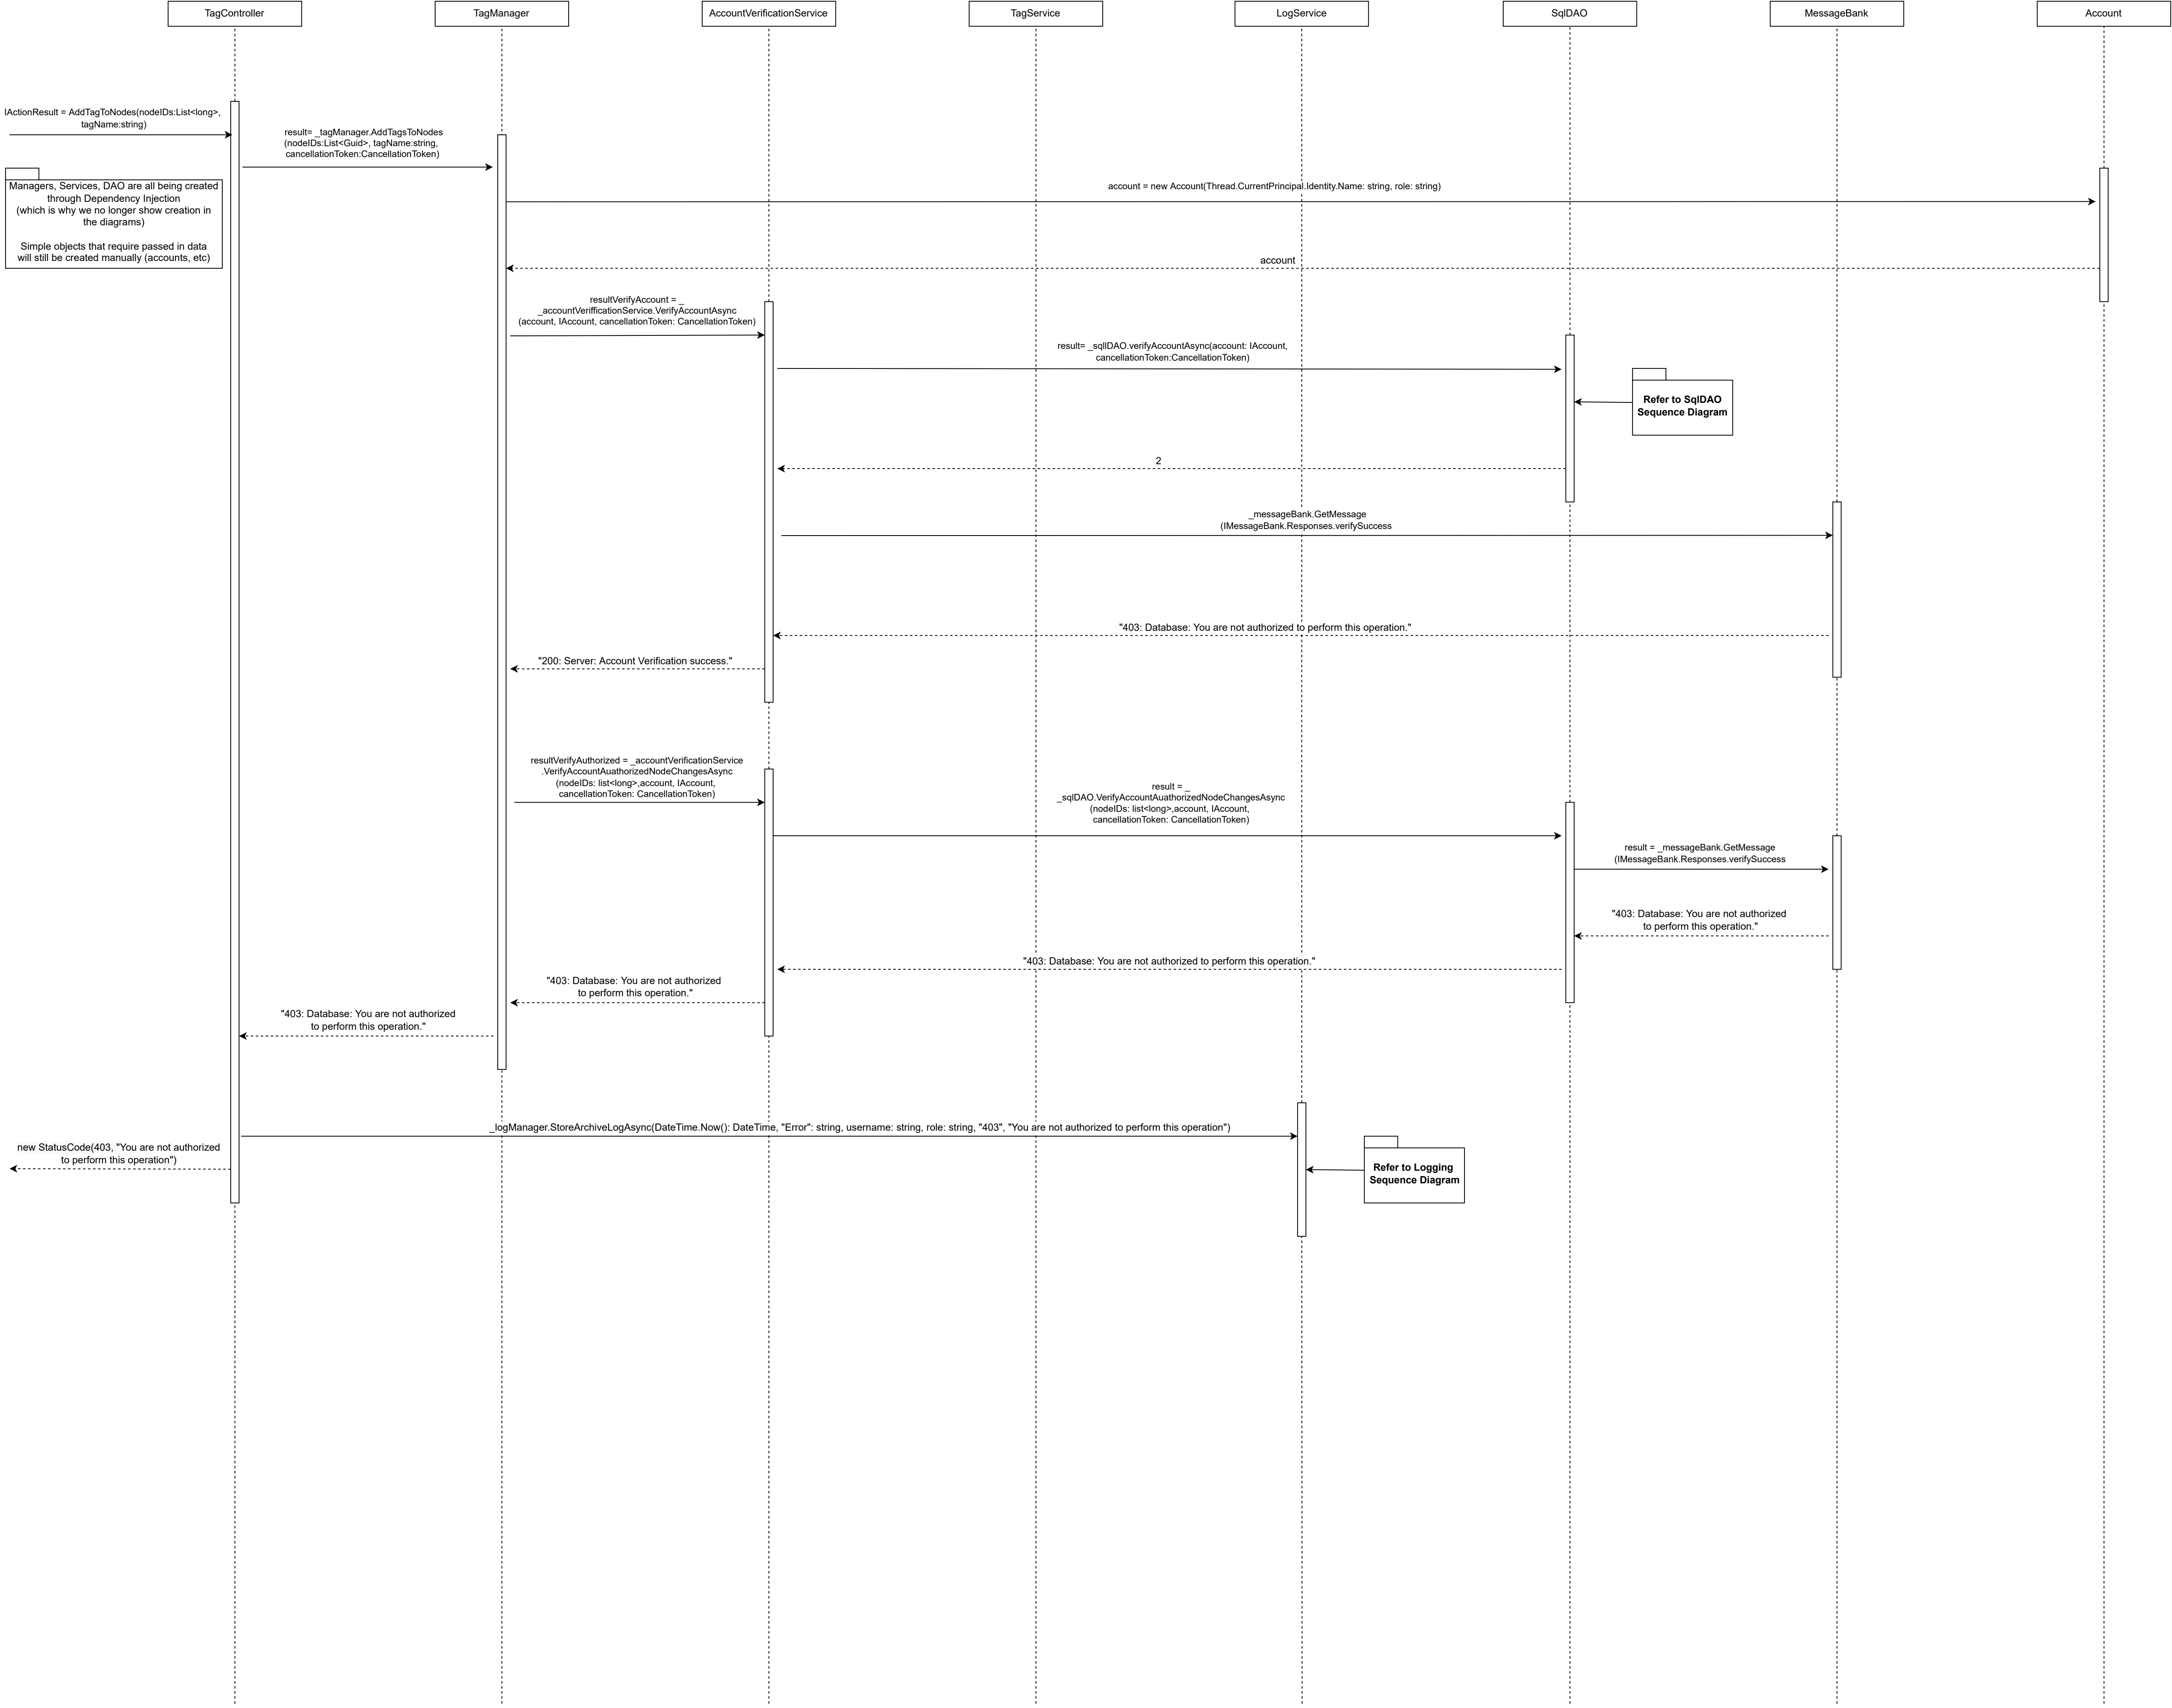 TagController
TagManager
AccountVerificationService
TagService
LogService
SqlDAO
MessageBank
Account
IActionResult = AddTagToNodes(nodeIDs:List<long>,
tagName:string)
result= _tagManager.AddTagsToNodes
(nodeIDs:List<Guid>, tagName:string,
cancellationToken:CancellationToken)
Managers, Services, DAO are all being created
through Dependency Injection
(which is why we no longer show creation in
the diagrams)
Simple objects that require passed in data
will still be created manually (accounts, etc)
account = new Account(Thread.CurrentPrincipal.Identity.Name: string, role: string)
account
resultVerifyAccount = _
_accountVerifficationService.VerifyAccountAsync
(account, IAccount, cancellationToken: CancellationToken)
result= _sqllDAO.verifyAccountAsync(account: IAccount,
cancellationToken:CancellationToken)
Refer to SqlDAO
Sequence Diagram
2
_messageBank.GetMessage
(IMessageBank.Responses.verifySuccess
"403: Database: You are not authorized to perform this operation."
"200: Server: Account Verification success."
resultVerifyAuthorized = _accountVerificationService
.VerifyAccountAuathorizedNodeChangesAsync
(nodeIDs: list<long>,account, IAccount,
cancellationToken: CancellationToken)
result = _
_sqlDAO.VerifyAccountAuathorizedNodeChangesAsync
(nodeIDs: list<long>,account, IAccount,
cancellationToken: CancellationToken)
result = _messageBank.GetMessage
(IMessageBank.Responses.verifySuccess
"403: Database: You are not authorized
to perform this operation."
"403: Database: You are not authorized to perform this operation."
"403: Database: You are not authorized
to perform this operation."
"403: Database: You are not authorized
to perform this operation."
_logManager.StoreArchiveLogAsync(DateTime.Now(): DateTime, "Error": string, username: string, role: string, "403", "You are not authorized to perform this operation")
new StatusCode(403, "You are not authorized
to perform this operation")
Refer to Logging
Sequence Diagram